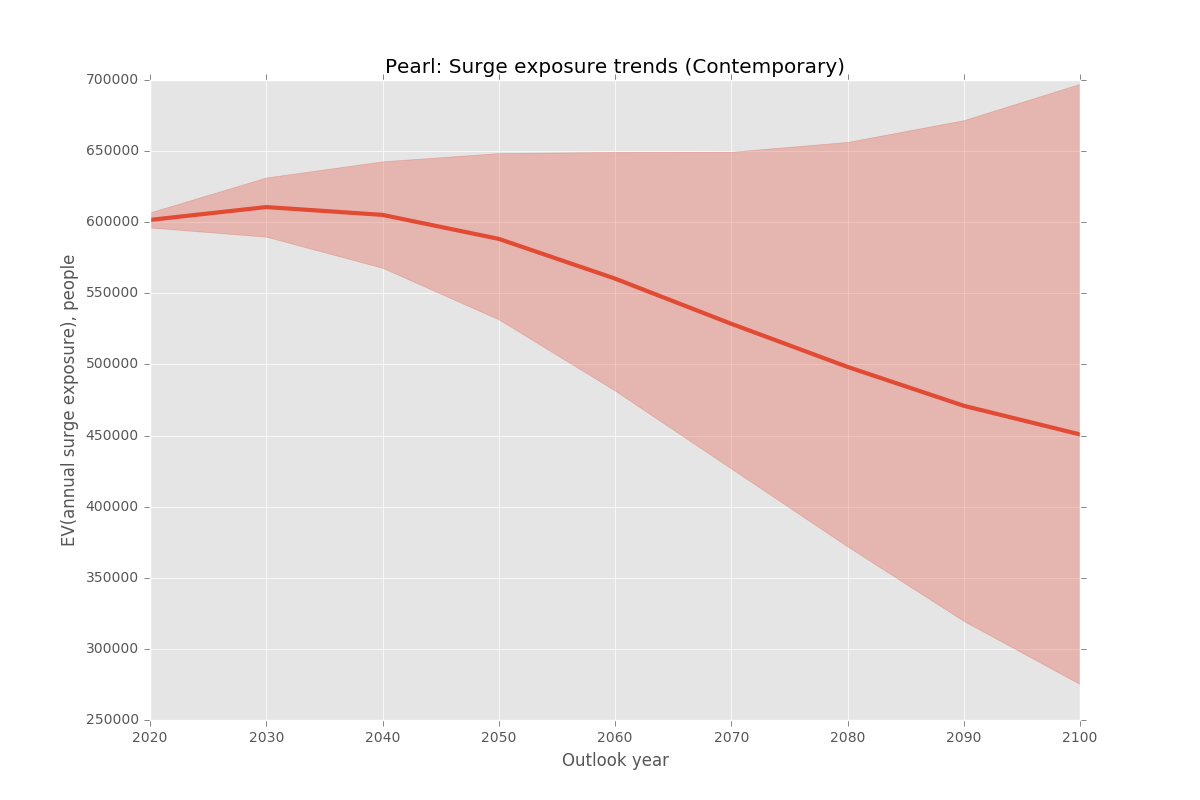 Pearl: Surge exposure trends (Contemporary)
700000
650000
600000
550000
500000
450000
400000
350000
300000
250000
EV(annual surge exposure), people
2020 2030 2040 2050 2060 2070 2080 2090 2100
Outlook year